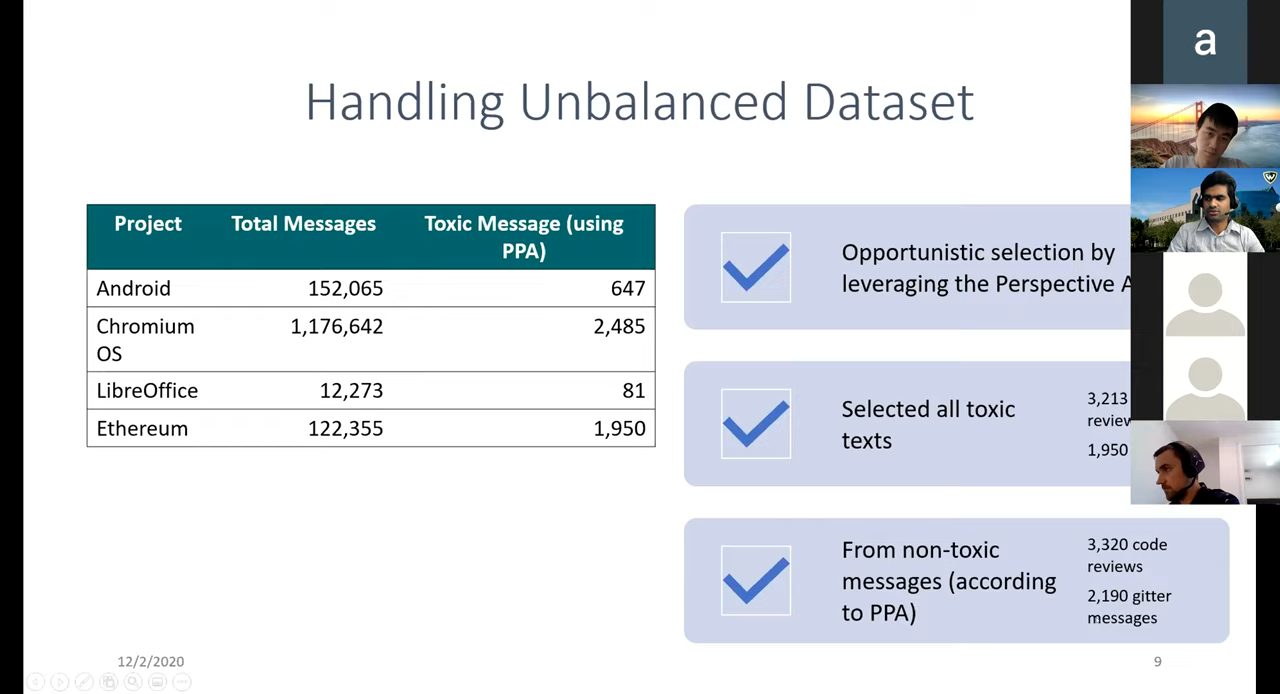 Handling Unbalanced Dataset
Project Total Messages Toxic Message (using
PPA)
Android 152,065 647
Chromium
OS 1,176,642 2,485
LibreOffice 12,273 81
Ethereum 122,355 1,950
Opportunistic selection by
leveraging the Perspective A
Selected all toxic
texts
3,213
review
1,950
From non-toxic
messages (according
to PPA)
3,320 code
reviews
2,190 gitter
messages
12/2/2020
9
a